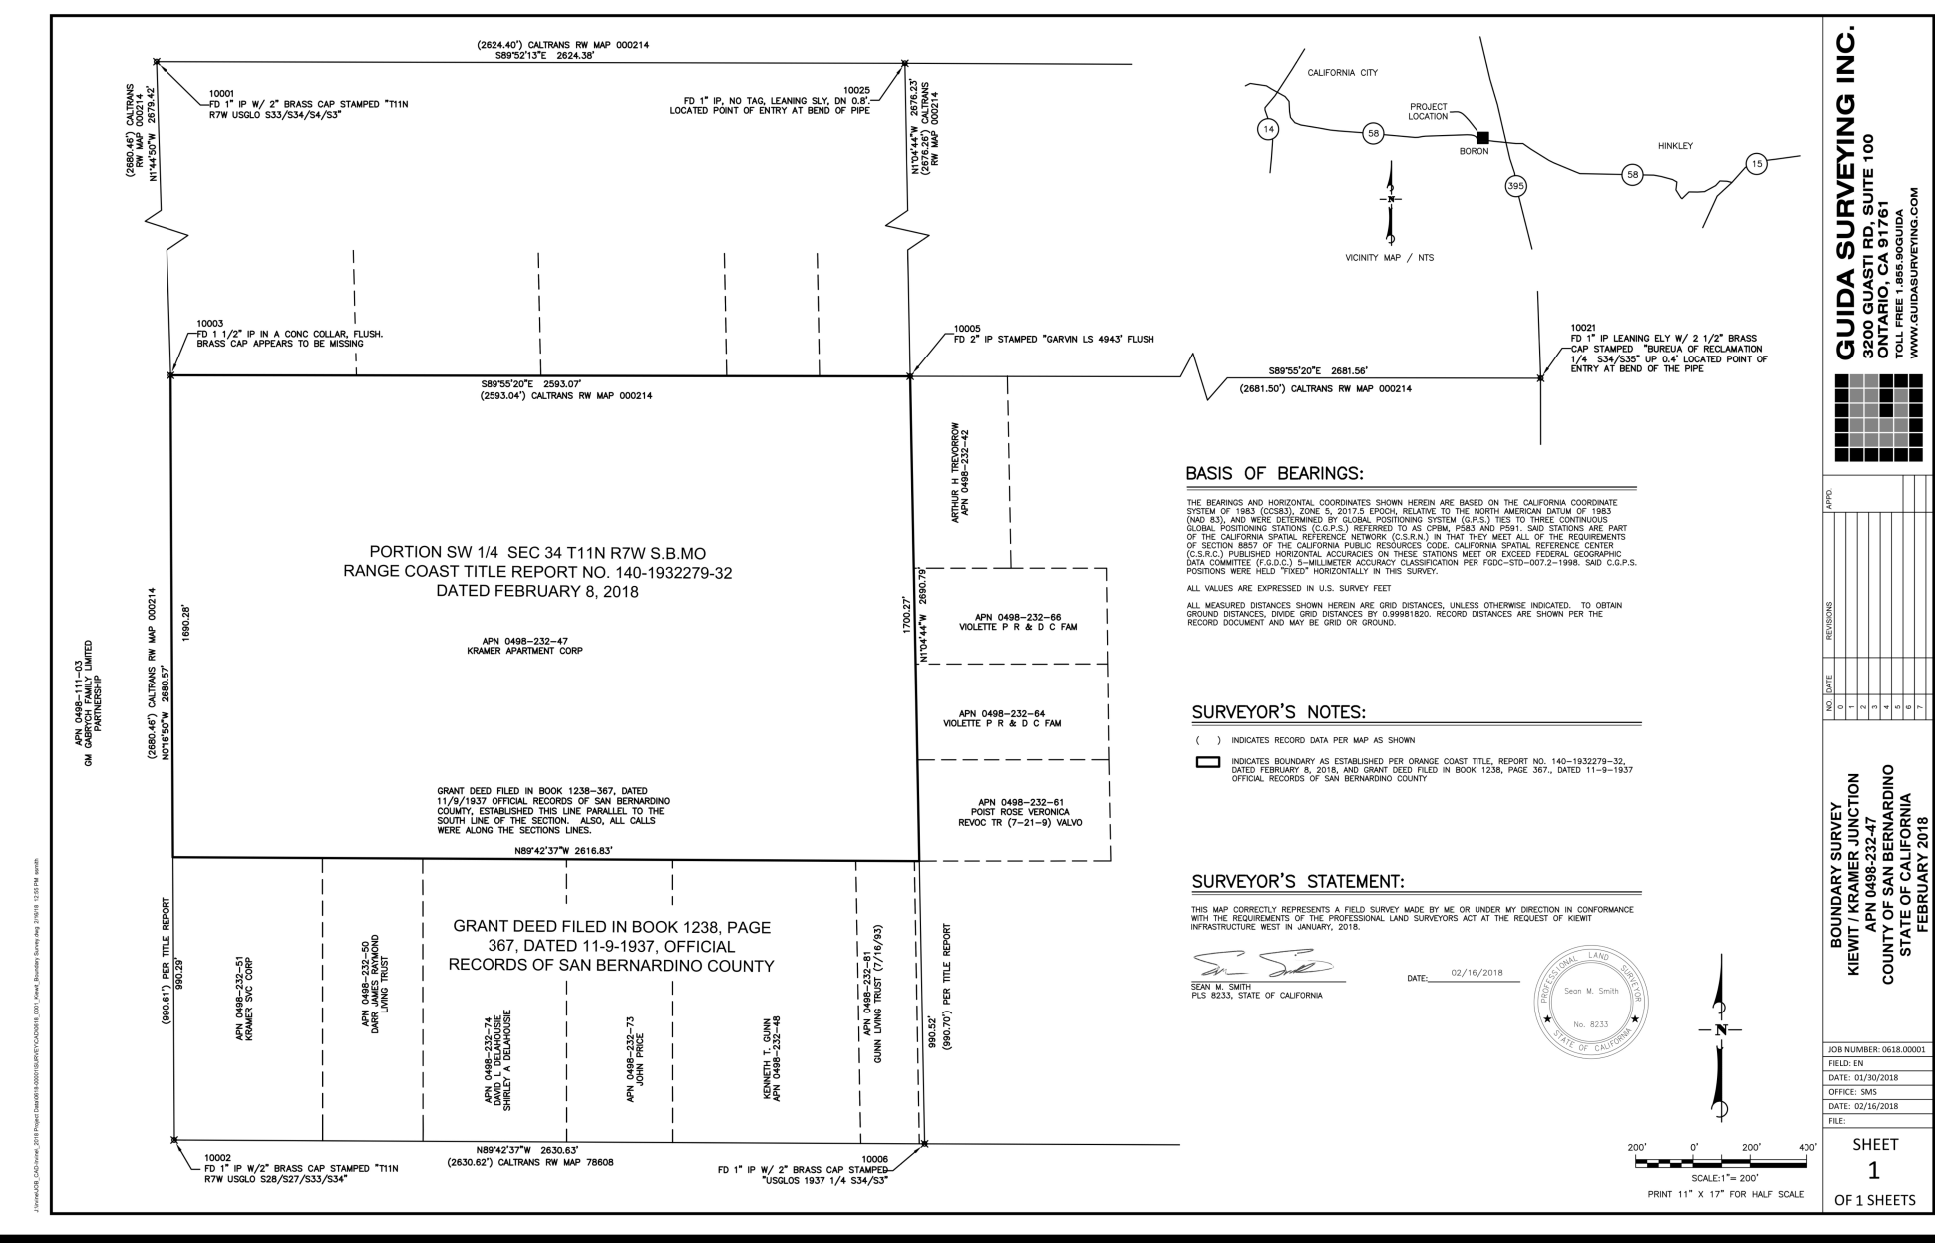 (2624.40') CALTRANS RW MAP 000214
S89°52'13"E 2624.38'
(2680.46') CALTRANS
RW MAP 000214
N1°44'50"W 2679.42'
10001
FD 1" IP W/ 2" BRASS CAP STAMPED "T11N
R7W USGLO S33/S34/S4/S3"
10025
FD 1" IP, NO TAG, LEANING SLY, DN 0.8'.
LOCATED POINT OF ENTRY AT BEND OF PIPE
N1°04'44"W 2676.23'
(2676.26') CALTRANS
RW MAP 000214
CALIFORNIA CITY
PROJECT
LOCATION
BORON
HINKLEY
14
58
395
58
15
N
VICINITY MAP / NTS
10003
FD 1 1/2" IP IN A CONC COLLAR, FLUSH.
BRASS CAP APPEARS TO BE MISSING
10005
FD 2" IP STAMPED "GARVIN LS 4943' FLUSH
10021
FD 1" IP LEANING ELY W/ 2 1/2" BRASS
CAP STAMPED "BUREUA OF RECLAMATION
1/4 S34/S35" UP 0.4' LOCATED POINT OF
ENTRY AT BEND OF THE PIPE
S89°55'20"E 2593.07'
(2593.04') CALTRANS RW MAP 000214
S89°55'20"E 2681.56'
(2681.50') CALTRANS RW MAP 000214
ARTHUR H TREVORROW
APN 0498-232-42
PORTION SW 1/4 SEC 34 T11N R7W S.B.MO
RANGE COAST TITLE REPORT NO. 140-1932279-32
DATED FEBRUARY 8, 2018
APN 0498-232-47
KRAMER APARTMENT CORP
APN 0498-111-03
GM GABRYCH FAMILY LIMITED
PARTNERSHIP
(2680.46') CALTRANS RW MAP 000214
N0°16'50"W 2680.57'
1690.28'
1700.27'
N1°04'44"W 2690.79'
APN 0498-232-66
VIOLETTE P R & D C FAM
APN 0498-232-64
VIOLETTE P R & D C FAM
APN 0498-232-61
POIST ROSE VERONICA
REVOC TR (7-21-9) VALVO
GRANT DEED FILED IN BOOK 1238-367, DATED
11/9/1937 OFFICIAL RECORDS OF SAN BERNARDINO
COUMTY, ESTABLISHED THIS LINE PARALLEL TO THE
SOUTH LINE OF THE SECTION. ALSO, ALL CALLS
WERE ALONG THE SECTIONS LINES.
N89°42'37"W 2616.83'
GRANT DEED FILED IN BOOK 1238, PAGE
367, DATED 11-9-1937, OFFICIAL
RECORDS OF SAN BERNARDINO COUNTY
(990.61') PER TITLE REPORT
990.29'
APN 0498-232-51
KRAMER SVC CORP
APN 0498-232-50
DARR JAMES RAYMOND
LIVING TRUST
APN 0498-232-74
DAVID L DELAHOUSIE
SHIRLEY A DELAHOUSIE
APN 0498-232-73
JOHN PRICE
KENNETH T. GUNN
APN 0498-232-48
APN 0498-232-81
GUNN LIVING TRUST (7/16/93)
990.52'
(990.70') PER TITLE REPORT
N89°42'37"W 2630.63'
(2630.62') CALTRANS RW MAP 78608
10002
FD 1" IP W/2" BRASS CAP STAMPED "T11N
R7W USGLO S28/S27/S33/S34"
10006
FD 1" IP W/ 2" BRASS CAP STAMPED
"USGLOS 1937 1/4 S34/S3"
BASIS OF BEARINGS:
THE BEARINGS AND HORIZONTAL COORDINATES SHOWN HEREIN ARE BASED ON THE CALIFORNIA COORDINATE
SYSTEM OF 1983 (CCS83), ZONE 5, 2017.5 EPOCH, RELATIVE TO THE NORTH AMERICAN DATUM OF 1983
(NAD 83), AND WERE DETERMINED BY GLOBAL POSITIONING SYSTEM (G.P.S.) TIES TO THREE CONTINUOUS
GLOBAL POSITIONING STATIONS (C.G.P.S.) REFERRED TO AS CPBM, P583 AND P591. SAID STATIONS ARE PART
OF THE CALIFORNIA SPATIAL REFERENCE NETWORK (C.S.R.N.) IN THAT THEY MEET ALL OF THE REQUIREMENTS
OF SECTION 8857 OF THE CALIFORNIA PUBLIC RESOURCES CODE. CALIFORNIA SPATIAL REFERENCE CENTER
(C.S.R.C.) PUBLISHED HORIZONTAL ACCURACIES ON THESE STATIONS MEET OR EXCEED FEDERAL GEOGRAPHIC
DATA COMMITTEE (F.G.D.C.) 5-MILLIMETER ACCURACY CLASSIFICATION PER FGDC-STD-007.2-1998. SAID C.G.P.S.
POSITIONS WERE HELD "FIXED" HORIZONTALLY IN THIS SURVEY.
ALL VALUES ARE EXPRESSED IN U.S. SURVEY FEET
ALL MEASURED DISTANCES SHOWN HEREIN ARE GRID DISTANCES, UNLESS OTHERWISE INDICATED. TO OBTAIN
GROUND DISTANCES, DIVIDE GRID DISTANCES BY 0.99981820. RECORD DISTANCES ARE SHOWN PER THE
RECORD DOCUMENT AND MAY BE GRID OR GROUND.
SURVEYOR'S NOTES:
( ) INDICATES RECORD DATA PER MAP AS SHOWN
INDICATES BOUNDARY AS ESTABLISHED PER ORANGE COAST TITLE, REPORT NO. 140-1932279-32,
DATED FEBRUARY 8, 2018, AND GRANT DEED FILED IN BOOK 1238, PAGE 367., DATED 11-9-1937
OFFICIAL RECORDS OF SAN BERNARDINO COUNTY
SURVEYOR'S STATEMENT:
THIS MAP CORRECTLY REPRESENTS A FIELD SURVEY MADE BY ME OR UNDER MY DIRECTION IN CONFORMANCE
WITH THE REQUIREMENTS OF THE PROFESSIONAL LAND SURVEYORS ACT AT THE REQUEST OF KIEWIT
INFRASTRUCTURE WEST IN JANUARY, 2018.
SEAN M. SMITH
PLS 8233, STATE OF CALIFORNIA
DATE: 02/16/2018
PROFESSIONAL LAND SURVEYOR
Sean M. Smith
No. 8233
STATE OF CALIFORNIA
N
200' 0' 200' 400'
SCALE:1"= 200'
PRINT 11" X 17" FOR HALF SCALE
GUIDA SURVEYING INC.
3200 GUASTI RD, SUITE 100
ONTARIO, CA 91761
TOLL FREE 1.855.90GUIDA
WWW.GUIDASURVEYING.COM
APPD.
REVISIONS
NO. DATE
0
1
2
3
4
5
6
7
BOUNDARY SURVEY
KIEWIT / KRAMER JUNCTION
APN 0498-232-47
COUNTY OF SAN BERNARDINO
STATE OF CALIFORNIA
FEBRUARY 2018
JOB NUMBER: 0618.00001
FIELD: EN
DATE: 01/30/2018
OFFICE: SMS
DATE: 02/16/2018
FILE:
SHEET
1
OF 1 SHEETS